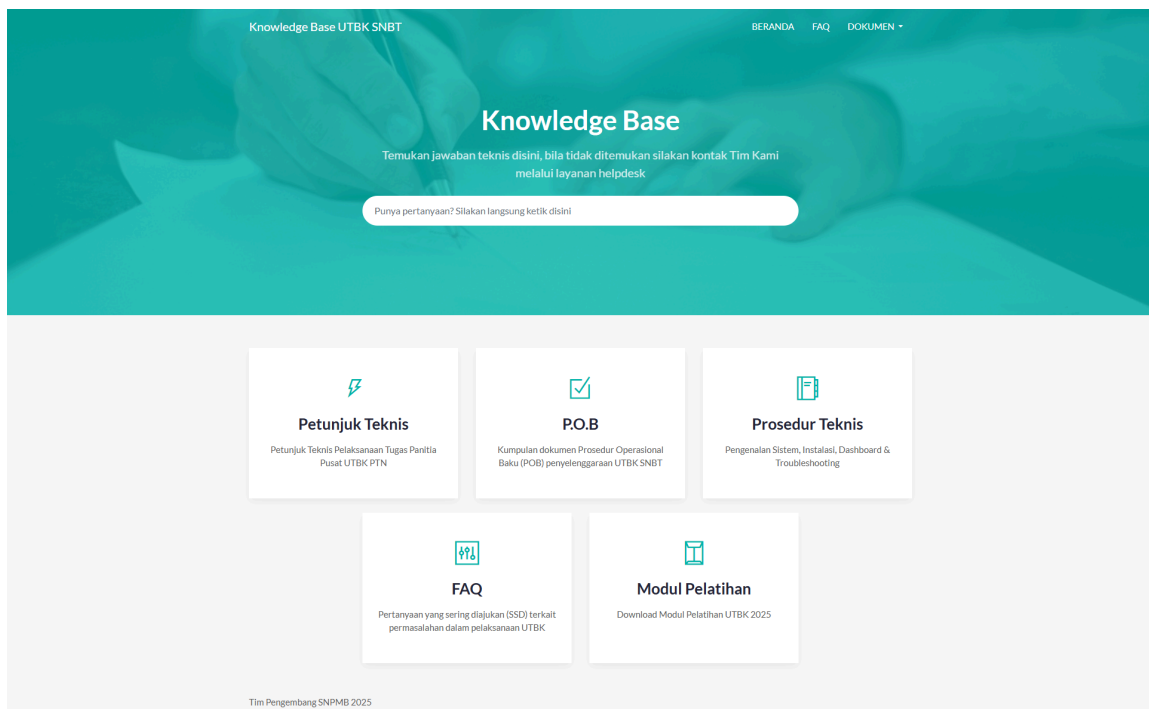 Knowledge Base UTBK SNBT
BERANDA FAQ DOKUMEN
Knowledge Base
Temukan jawaban teknis disini, bila tidak ditemukan silakan kontak Tim Kami
melalui layanan helpdesk
Punya pertanyaan? Silakan langsung ketik disini
Petunjuk Teknis
Petunjuk Teknis Pelaksanaan Tugas Panitia
Pusat UTBK PTN
P.O.B
Kumpulan dokumen Prosedur Operasional
Baku (POB) penyelenggaraan UTBK SNBT
Prosedur Teknis
Pengenalan Sistem, Instalasi, Dashboard &
Troubleshooting
FAQ
Pertanyaan yang sering diajukan (SSD) terkait
permasalahan dalam pelaksanaan UTBK
Modul Pelatihan
Download Modul Pelatihan UTBK 2025
Tim Pengembang SNPMB 2025